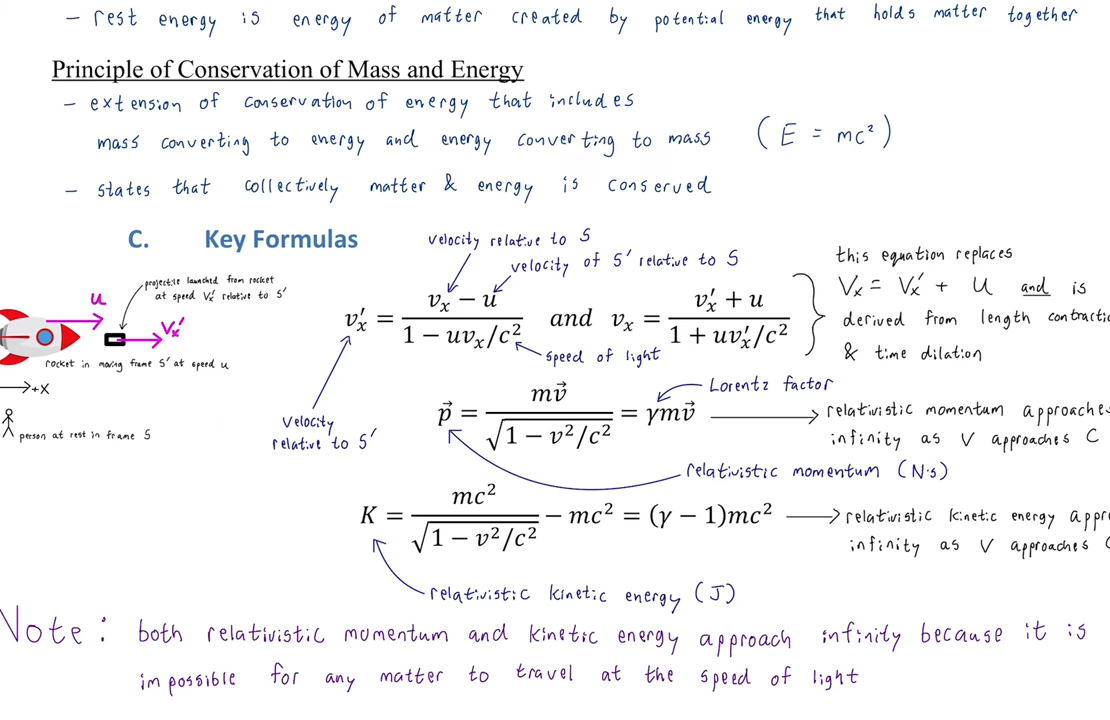 - rest energy is energy of matter created by potential energy that holds matter together
Principle of Conservation of Mass and Energy
- extension of conservation of energy that includes
mass converting to energy and energy converting to mass (E = mc²)
- states that collectively matter & energy is conserved
C. Key Formulas
velocity relative to S
velocity of S' relative to S
projectile launched from rocket
at speed Vx' relative to S'
u
Vx'
rocket in moving frame S' at speed u
→+X
person at rest in frame S
v'ₓ = (vₓ − u) / (1 − uvₓ/c²) and vₓ = (v'ₓ + u) / (1 + uv'ₓ/c²)
speed of light
velocity
relative to S'
this equation replaces
Vx = Vx' + U and is
derived from length contractio
& time dilation
p⃗ = mv⃗ / √(1 − v²/c²) = γmv⃗
Lorentz factor
relativistic momentum approaches
infinity as V approaches C
relativistic momentum (N·s)
K = mc² / √(1 − v²/c²) − mc² = (γ − 1)mc²
relativistic kinetic energy appr
infinity as V approaches C
relativistic kinetic energy (J)
Note: both relativistic momentum and kinetic energy approach infinity because it is
impossible for any matter to travel at the speed of light